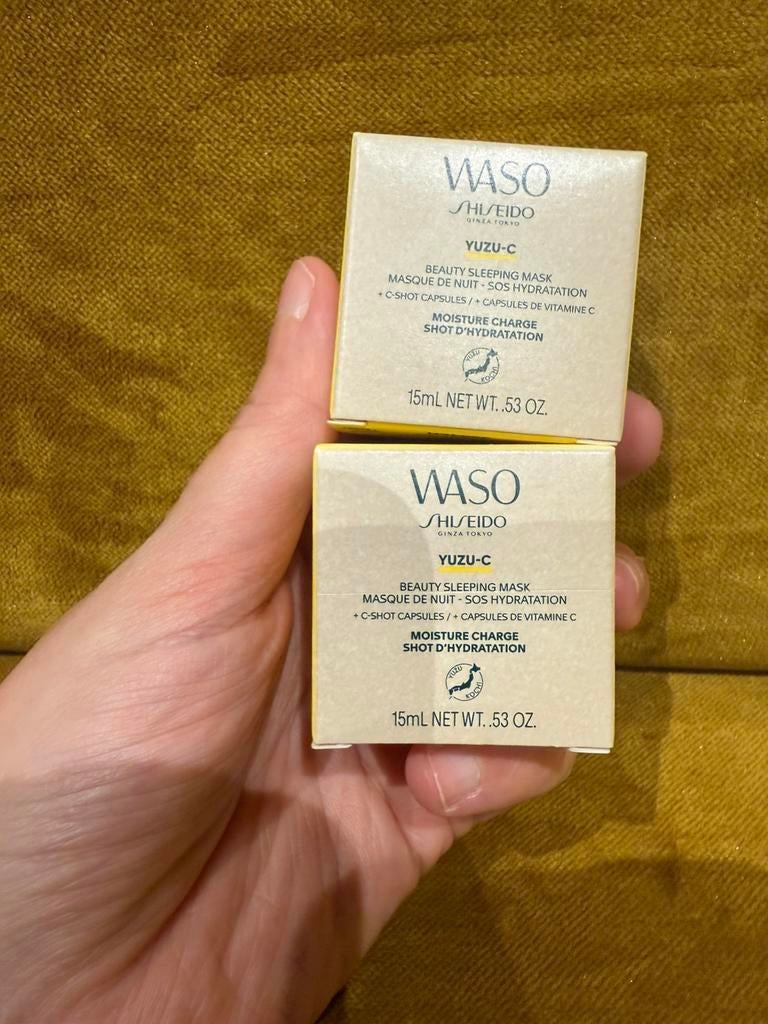 WASO
SHISEIDO
GINZA TOKYO
YUZU-C
BEAUTY SLEEPING MASK
MASQUE DE NUIT - SOS HYDRATATION
+ C-SHOT CAPSULES / + CAPSULES DE VITAMINE C
MOISTURE CHARGE
SHOT D'HYDRATATION
YUZU
KOCHI
15mL NET WT. .53 OZ.
WASO
SHISEIDO
GINZA TOKYO
YUZU-C
BEAUTY SLEEPING MASK
MASQUE DE NUIT - SOS HYDRATATION
+ C-SHOT CAPSULES / + CAPSULES DE VITAMINE C
MOISTURE CHARGE
SHOT D'HYDRATATION
YUZU
KOCHI
15mL NET WT. .53 OZ.